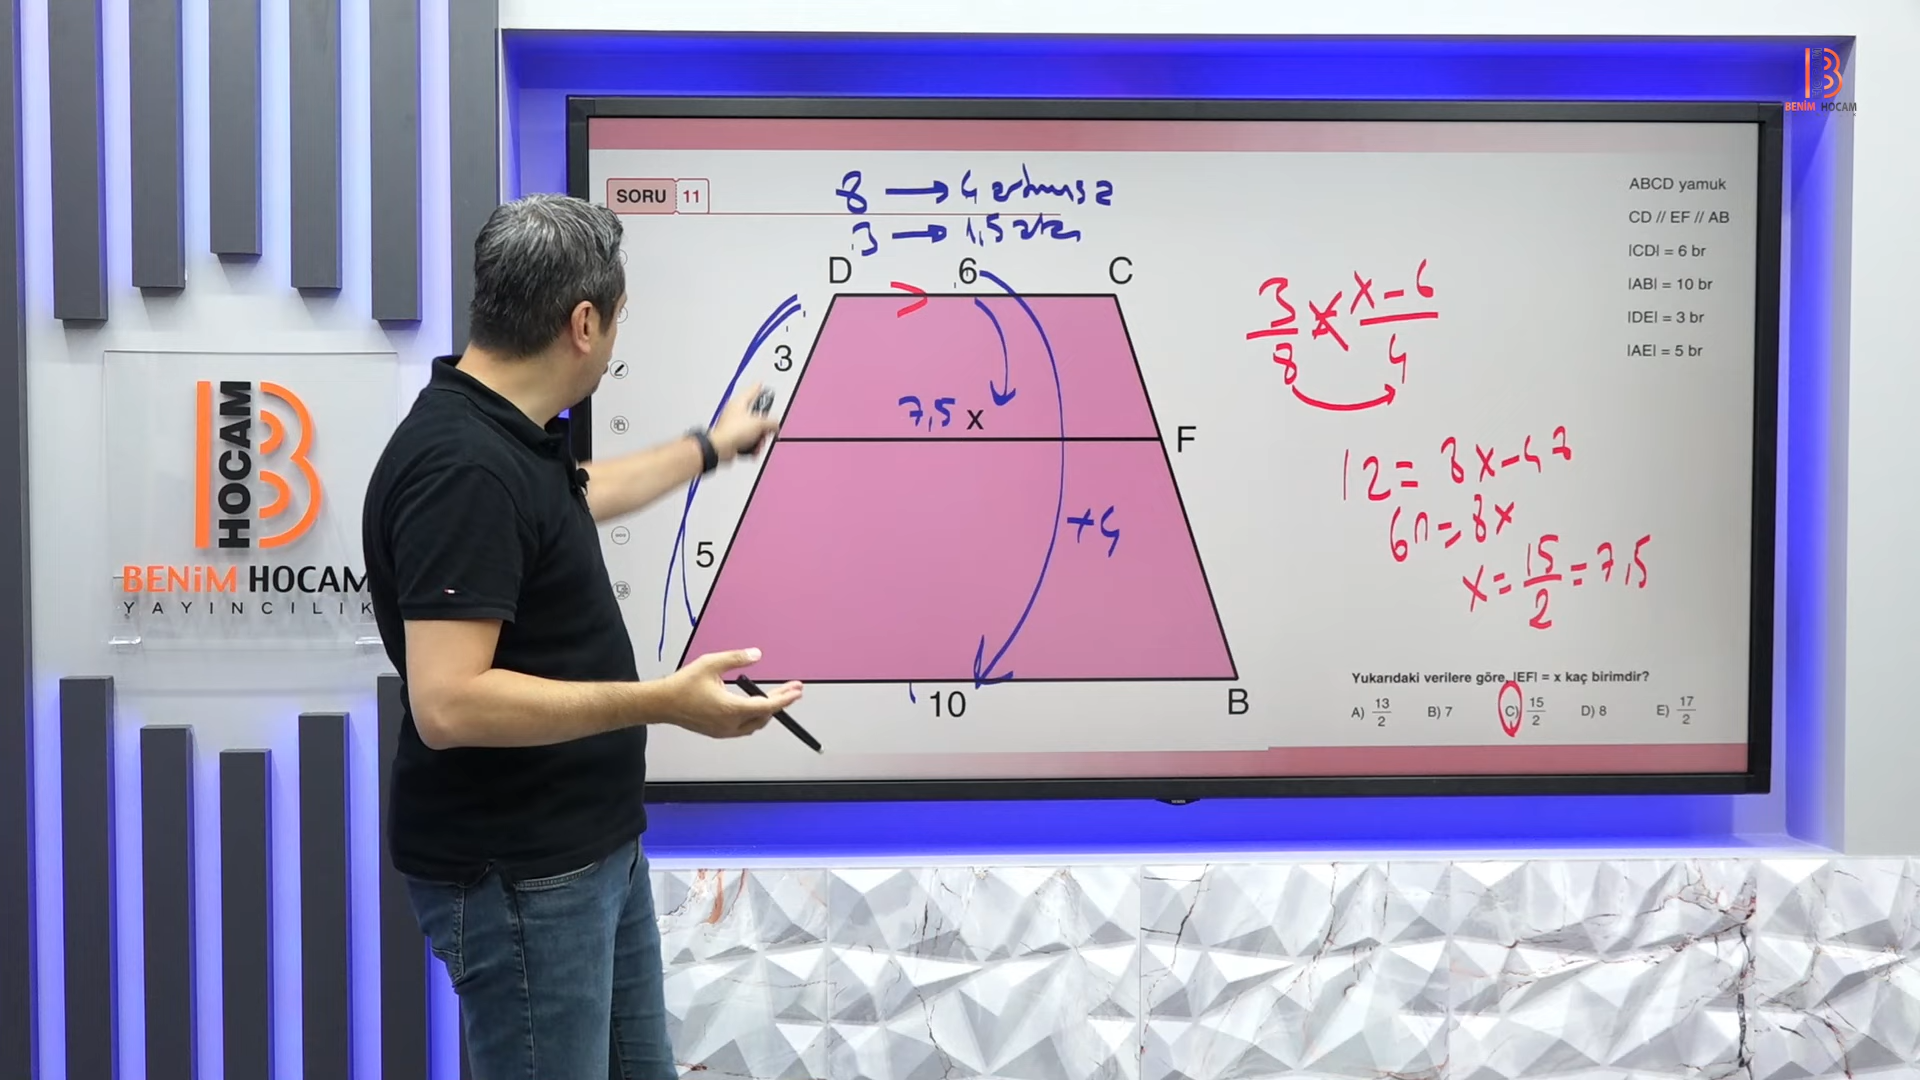 BENİM HOCAM
HOCAM
BENİM HOCAM
YAYINCILIK
SORU 11
8 → 4 artmışsa
3 → 1,5 artar
D 6 C
3
7,5 x
F
5
+4
10
B
ABCD yamuk
CD // EF // AB
|CD| = 6 br
|AB| = 10 br
|DE| = 3 br
|AE| = 5 br
3/8 x-6/4
12 = 8x-48
60 = 8x
x = 15/2 = 7,5
Yukarıdaki verilere göre, |EF| = x kaç birimdir?
A) 13/2 B) 7 C) 15/2 D) 8 E) 17/2